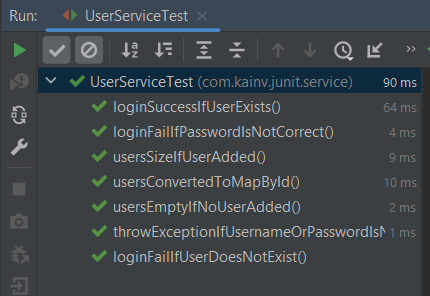 Run: UserServiceTest
UserServiceTest (com.kainv.junit.service) 90 ms
loginSuccessIfUserExists() 64 ms
loginFailIfPasswordIsNotCorrect() 4 ms
usersSizeIfUserAdded() 9 ms
usersConvertedToMapById() 10 ms
usersEmptyIfNoUserAdded() 2 ms
throwExceptionIfUsernameOrPasswordIsN 1 ms
loginFailIfUserDoesNotExist()